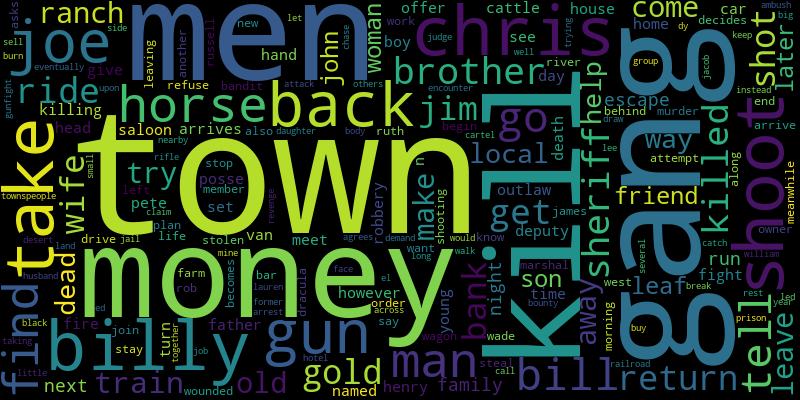 town
men
kill
gang
money
chris
joe
take
billy
shoot
horse
back
gun
man
find
tell
ranch
ride
brother
jim
go
get
local
sheriff
help
killed
shot
come
way
friend
leaf
return
bill
bank
son
away
wife
try
dead
gold
train
old
make
john
woman
boy
offer
cattle
house
see
day
hand
car
home
later
decides
escape
behind
murder
death
outlaw
deputy
james
night
time
know
marshal
want
shooting
young
robbery
meet
van
set
posse
member
stop
saloon
arrives
killing
head
give
leaving
another
russell
refuse
bandit
also
daughter
ruth
begin
body
attack
chase
let
new
side
work
judge
well
trying
river
encounter
others
cartel
nearby
upon
rifle
small
left
pete
claim
plan
life
stolen
drive
jail
mine
revenge
agrees
demand
would
long
walk
el
face
dracula
lauren
former
arrest
across
order
say
however
bar
rob
farm
becomes
turn
together
father
fire
join
stay
black
taking
little
next
named
wounded
job
hotel
henry
family
steal
call
wagon
wade
bounty
morning
west
fight
run
attempt
arrive
along
owner
meanwhile
end
jacob
keep
group
dy
big
ambush
instead
draw
lee
several
catch
william
break
buy
prison
railroad
rest
year
led
leave
asks
sell
burn
eventually
gunfight
townspeople
desert
land
husband
ed
n